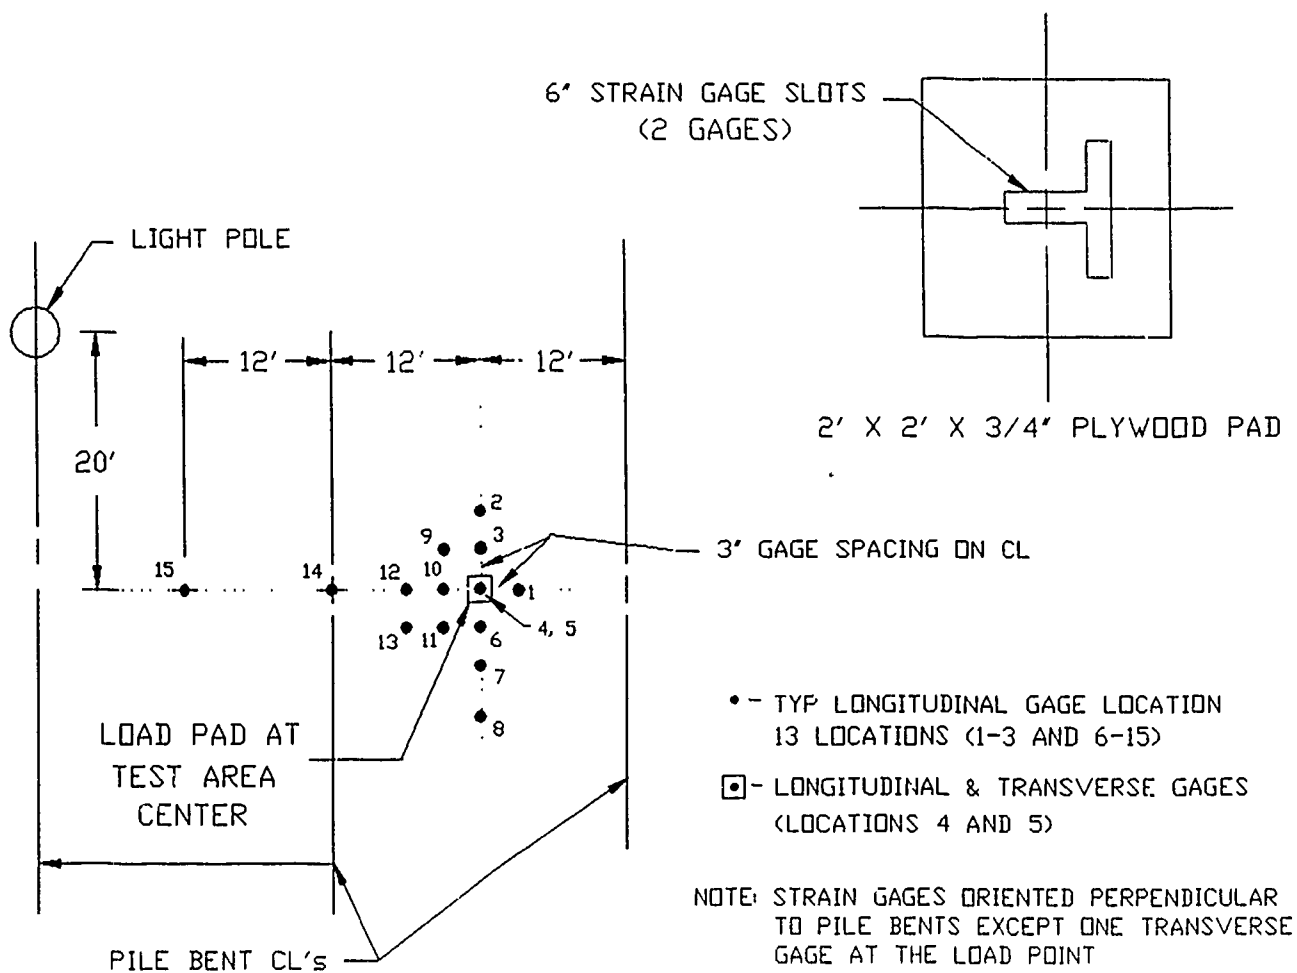 6" STRAIN GAGE SLOTS
(2 GAGES)
LIGHT POLE
12'
12'
12'
20'
2' X 2' X 3/4" PLYWOOD PAD
2
9
3
3" GAGE SPACING ON CL
15
14
12
10
1
4, 5
13
11
6
7
8
LOAD PAD AT
TEST AREA
CENTER
• - TYP LONGITUDINAL GAGE LOCATION
13 LOCATIONS (1-3 AND 6-15)
- LONGITUDINAL & TRANSVERSE GAGES
(LOCATIONS 4 AND 5)
NOTE: STRAIN GAGES ORIENTED PERPENDICULAR
TO PILE BENTS EXCEPT ONE TRANSVERSE
GAGE AT THE LOAD POINT
PILE BENT CL's